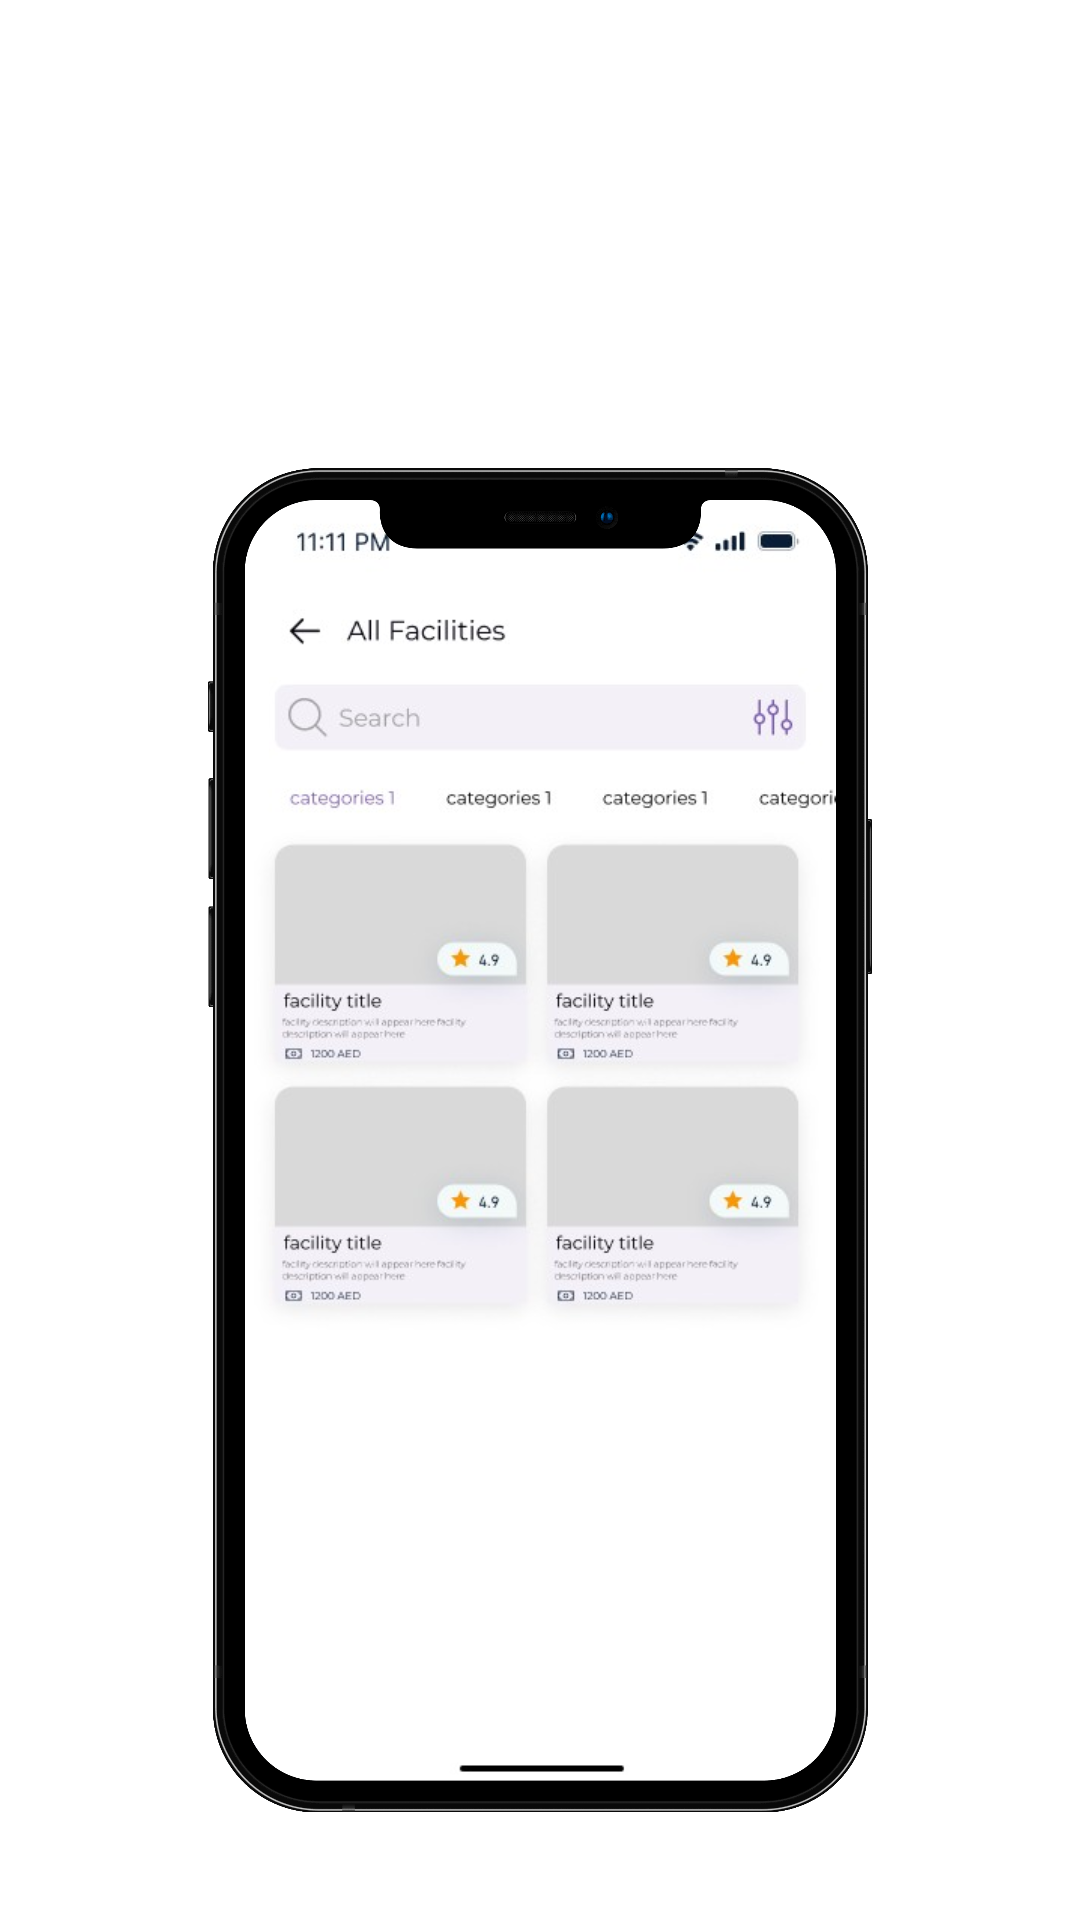 11:11 PM
All Facilities
Search
categories 1 categories 1 categories 1 categori
4.9 4.9
facility title facility title
facility description will appear here facility facility description will appear here facility
description will appear here description will appear here
1200 AED 1200 AED
4.9 4.9
facility title facility title
facility description will appear here facility facility description will appear here facility
description will appear here description will appear here
1200 AED 1200 AED